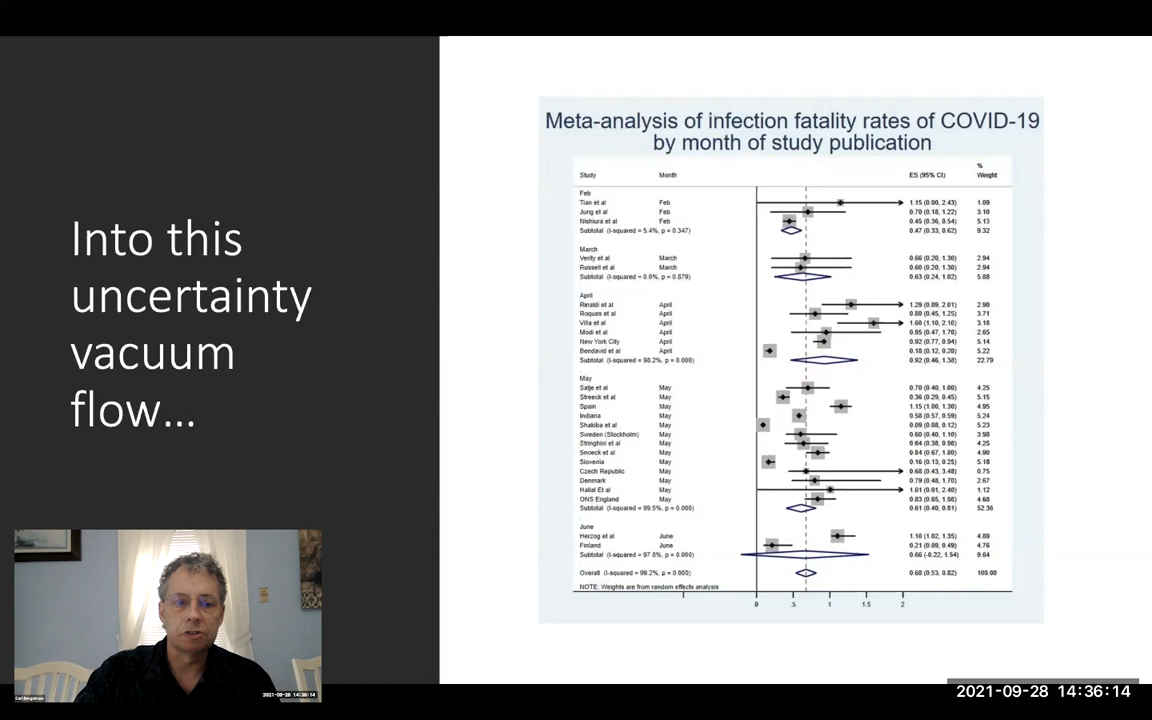 Into this
uncertainty
vacuum
flow...
Meta-analysis of infection fatality rates of COVID-19
by month of study publication
%
Study Month ES (95% CI) Weight
Feb
Tian et al Feb 1.15 (0.00, 2.43) 1.09
Jung et al Feb 0.70 (0.18, 1.22) 3.10
Nishiura et al Feb 0.45 (0.36, 0.54) 5.13
Subtotal (I-squared = 5.4%, p = 0.347) 0.47 (0.33, 0.62) 9.32
March
Verity et al March 0.66 (0.20, 1.30) 2.94
Russell et al March 0.60 (0.20, 1.30) 2.94
Subtotal (I-squared = 0.0%, p = 0.879) 0.63 (0.24, 1.02) 5.88
April
Rinaldi et al April 1.29 (0.89, 2.01) 2.90
Roques et al April 0.80 (0.45, 1.25) 3.71
Villa et al April 1.60 (1.10, 2.10) 3.18
Modi et al April 0.95 (0.47, 1.70) 2.65
New York City April 0.92 (0.77, 0.94) 5.14
Bendavid et al April 0.18 (0.12, 0.20) 5.22
Subtotal (I-squared = 98.2%, p = 0.000) 0.92 (0.46, 1.38) 22.79
May
Salje et al May 0.70 (0.40, 1.00) 4.25
Streeck et al May 0.36 (0.29, 0.45) 5.15
Spain May 1.15 (1.00, 1.30) 4.95
Indiana May 0.58 (0.57, 0.59) 5.24
Shakiba et al May 0.09 (0.08, 0.12) 5.23
Sweden (Stockholm) May 0.60 (0.40, 1.10) 3.98
Stringhini et al May 0.64 (0.38, 0.98) 4.25
Snoeck et al May 0.84 (0.67, 1.00) 4.90
Slovenia May 0.16 (0.13, 0.25) 5.18
Czech Republic May 0.68 (0.43, 3.48) 0.75
Denmark May 0.79 (0.48, 1.70) 2.67
Hallal Et al May 1.01 (0.01, 2.40) 1.12
ONS England May 0.83 (0.65, 1.08) 4.68
Subtotal (I-squared = 99.5%, p = 0.000) 0.61 (0.40, 0.81) 52.36
June
Herzog et al June 1.10 (1.02, 1.35) 4.89
Finland June 0.21 (0.09, 0.49) 4.76
Subtotal (I-squared = 97.8%, p = 0.000) 0.66 (-0.22, 1.54) 9.64
Overall (I-squared = 99.2%, p = 0.000) 0.68 (0.53, 0.82) 100.00
NOTE: Weights are from random effects analysis
0 .5 1 1.5 2
Carl Bergstrom
2021-09-28 14:36:14
2021-09-28 14:36:14